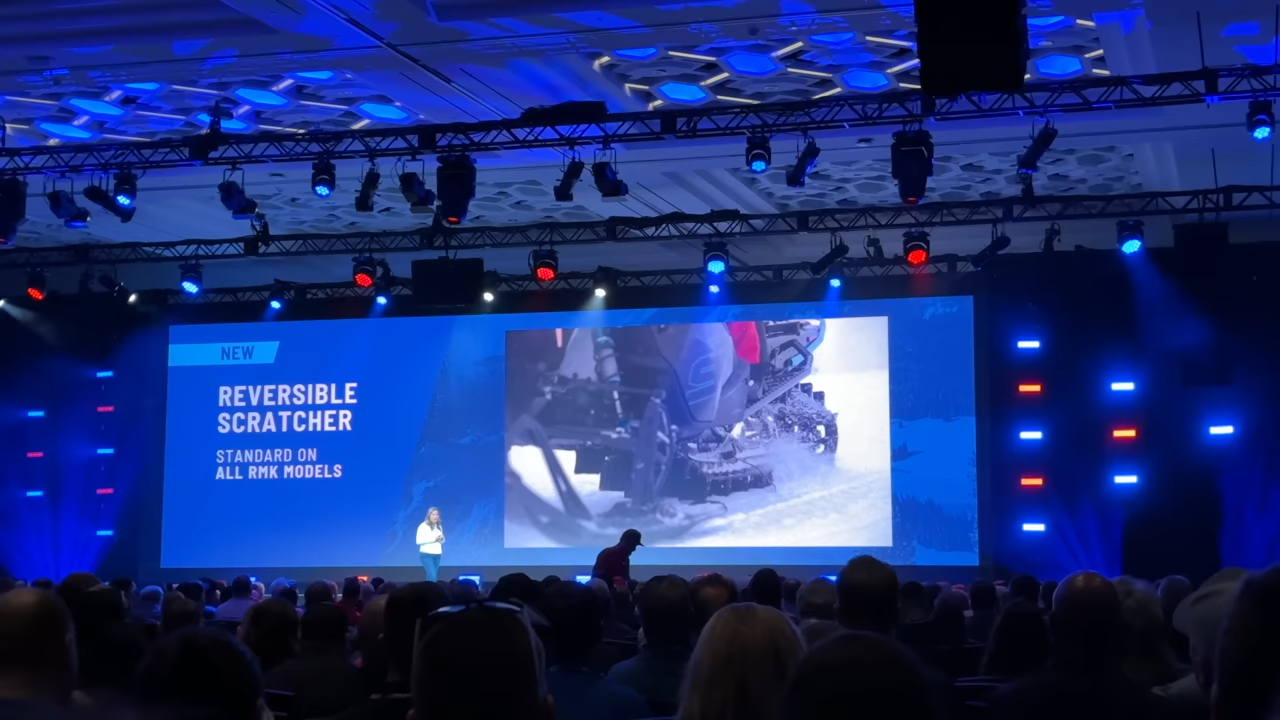 NEW
REVERSIBLE
SCRATCHER
STANDARD ON
ALL RMK MODELS